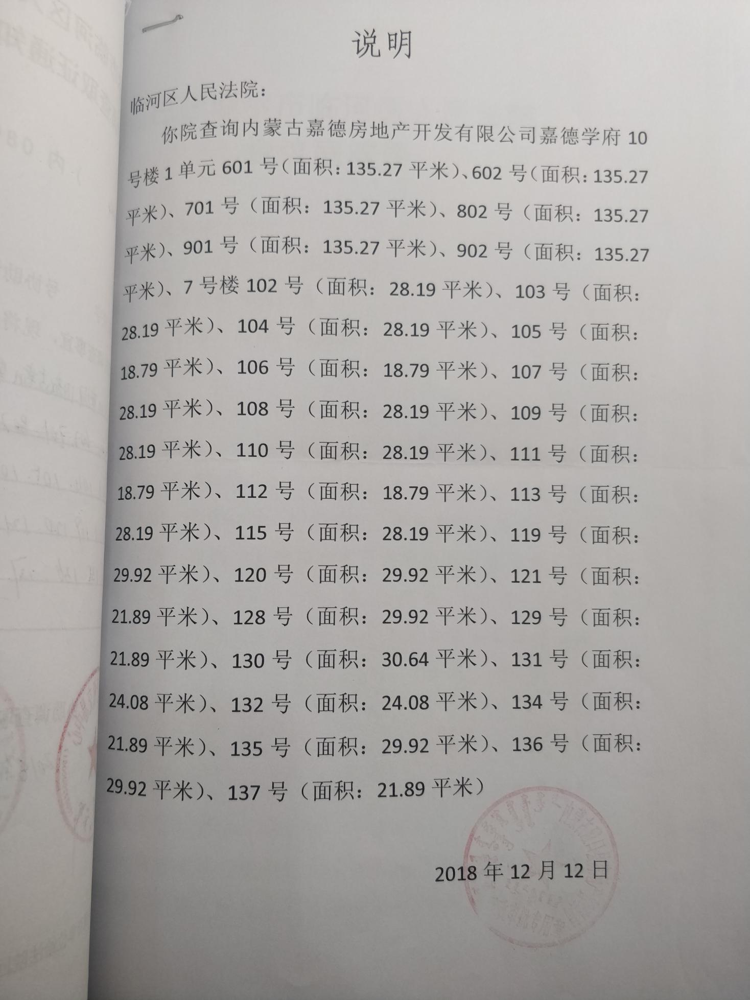 说明
临河区人民法院：
你院查询内蒙古嘉德房地产开发有限公司嘉德学府 10
号楼 1 单元 601 号（面积：135.27 平米）、602 号（面积：135.27
平米）、701 号（面积：135.27 平米）、802 号（面积：135.27
平米）、901 号（面积：135.27 平米）、902 号（面积：135.27
平米）、7 号楼 102 号（面积：28.19 平米）、103 号（面积：
28.19 平米）、104 号（面积：28.19 平米）、105 号（面积：
18.79 平米）、106 号（面积：18.79 平米）、107 号（面积：
28.19 平米）、108 号（面积：28.19 平米）、109 号（面积：
28.19 平米）、110 号（面积：28.19 平米）、111 号（面积：
18.79 平米）、112 号（面积：18.79 平米）、113 号（面积：
28.19 平米）、115 号（面积：28.19 平米）、119 号（面积：
29.92 平米）、120 号（面积：29.92 平米）、121 号（面积：
21.89 平米）、128 号（面积：29.92 平米）、129 号（面积：
21.89 平米）、130 号（面积：30.64 平米）、131 号（面积：
24.08 平米）、132 号（面积：24.08 平米）、134 号（面积：
21.89 平米）、135 号（面积：29.92 平米）、136 号（面积：
29.92 平米）、137 号（面积：21.89 平米）
2018 年 12 月 12 日